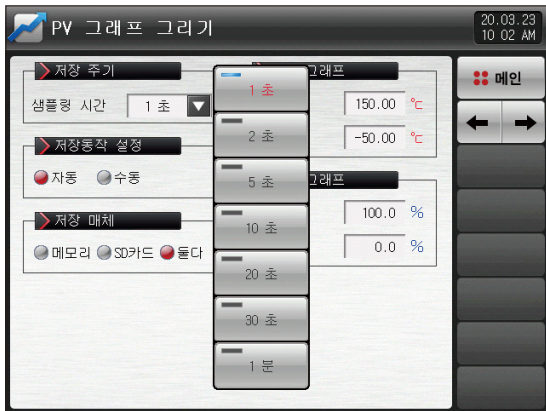 PV 그래프 그리기
20.03.23
10 02 AM
저장 주기
샘플링 시간
1 초
저장동작 설정
자동
수동
저장 매체
메모리
SD카드
둘다
1 초
2 초
5 초
10 초
20 초
30 초
1 분
그래프
150.00 ℃
-50.00 ℃
그래프
100.0 %
0.0 %
메인